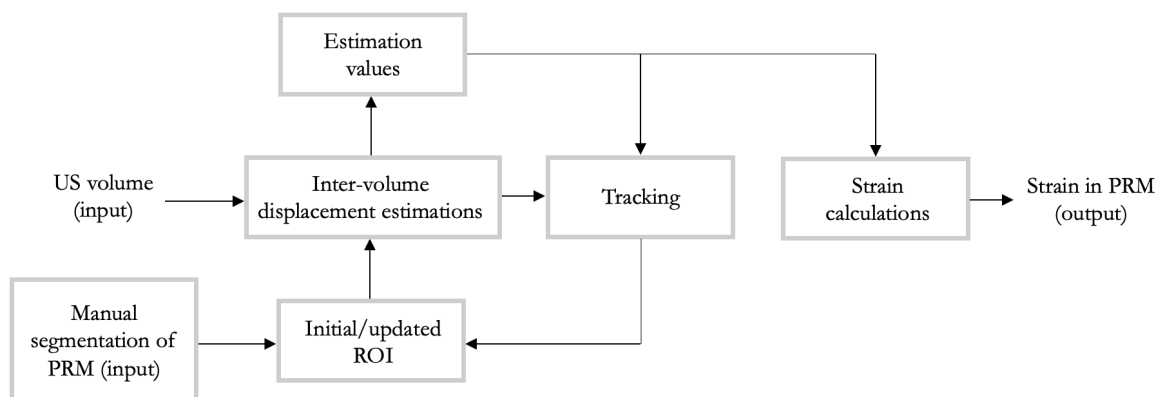 Estimation
values
US volume
(input)
Inter-volume
displacement estimations
Tracking
Strain
calculations
Strain in PRM
(output)
Manual
segmentation of
PRM (input)
Initial/updated
ROI